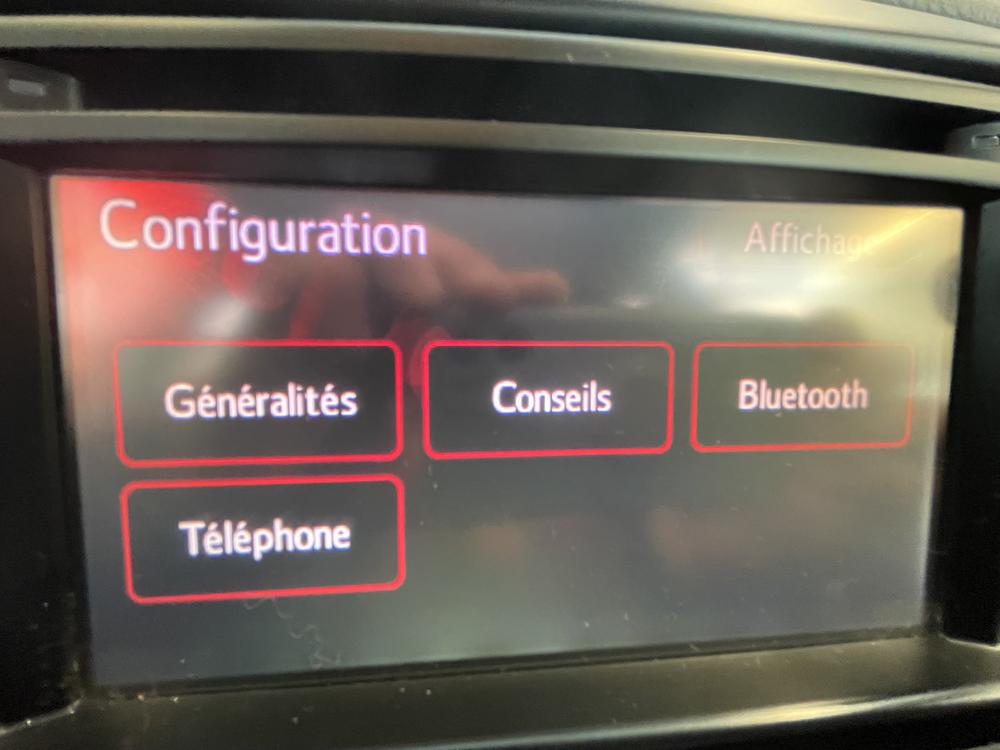 Configuration
Affichage
Généralités
Conseils
Bluetooth
Téléphone